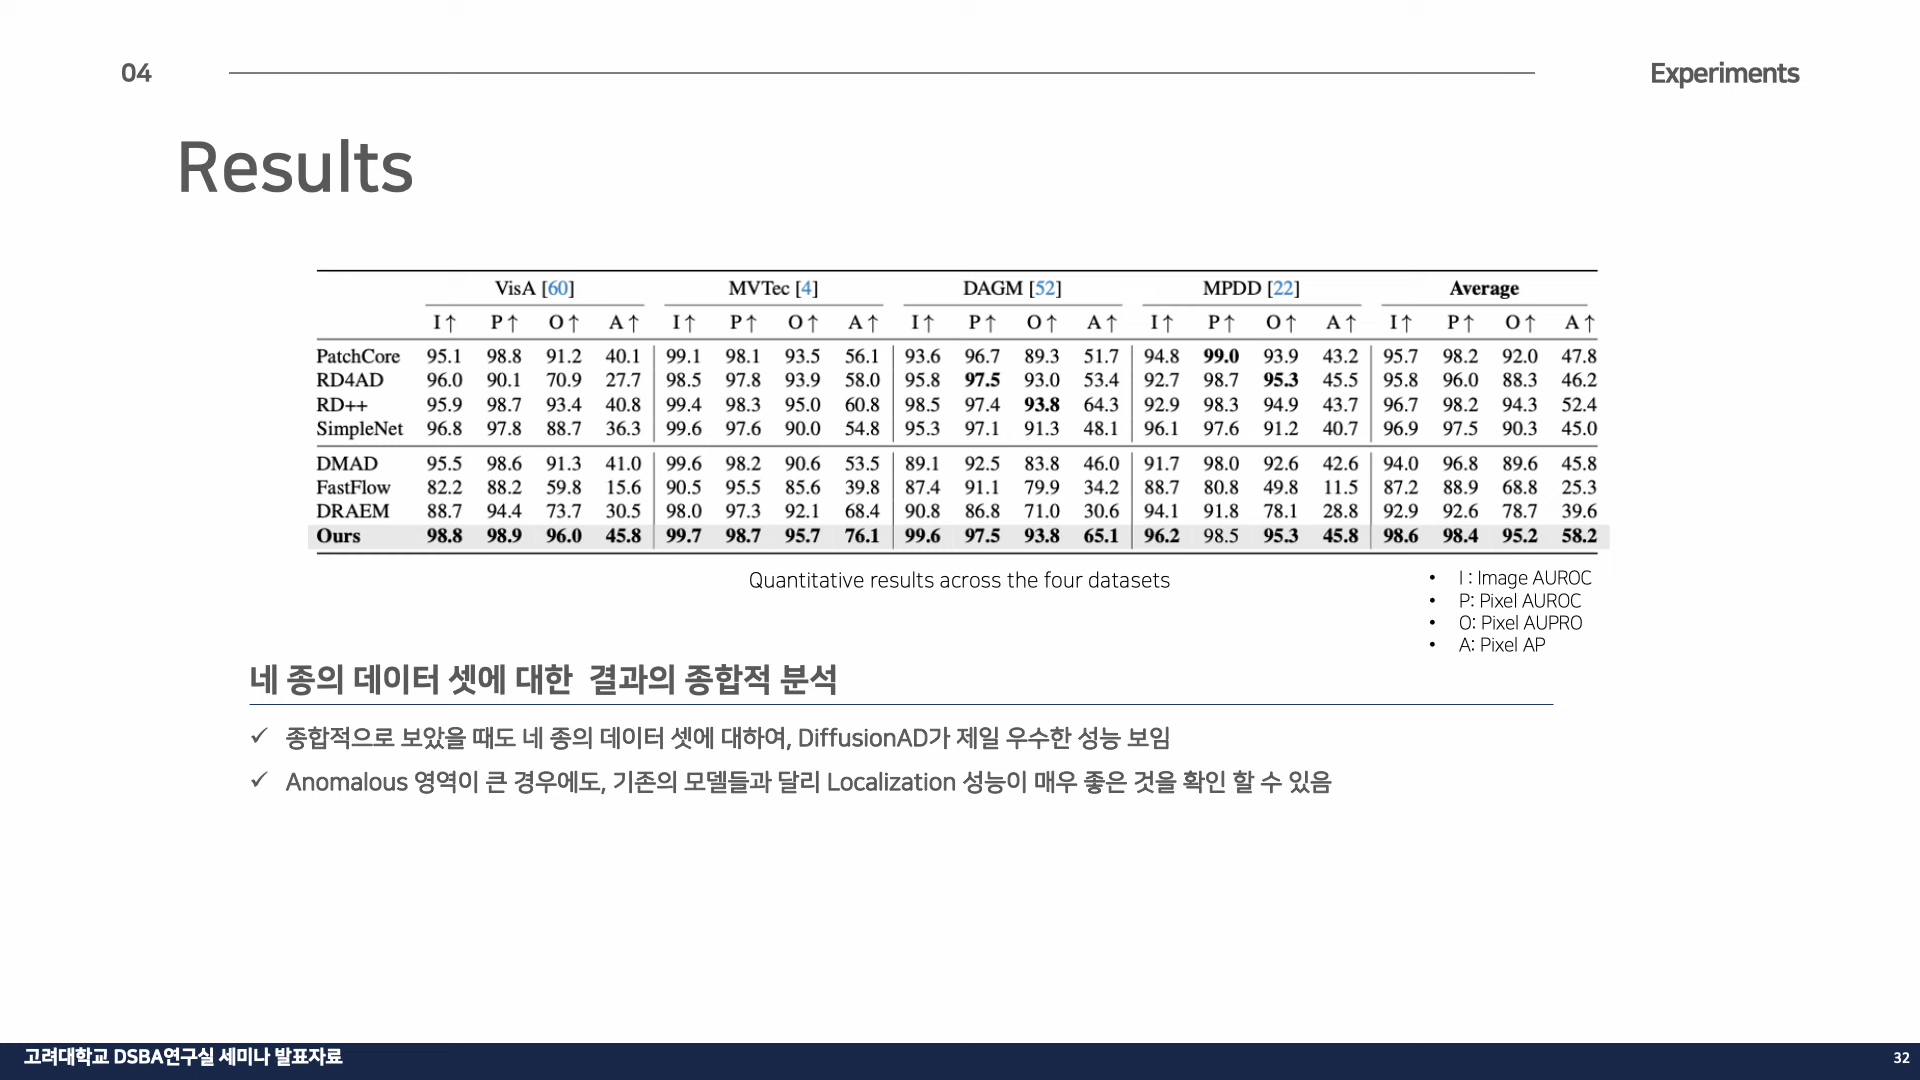 04
Experiments
Results
VisA [60] MVTec [4] DAGM [52] MPDD [22] Average
I↑ P↑ O↑ A↑ I↑ P↑ O↑ A↑ I↑ P↑ O↑ A↑ I↑ P↑ O↑ A↑ I↑ P↑ O↑ A↑
PatchCore 95.1 98.8 91.2 40.1 99.1 98.1 93.5 56.1 93.6 96.7 89.3 51.7 94.8 99.0 93.9 43.2 95.7 98.2 92.0 47.8
RD4AD 96.0 90.1 70.9 27.7 98.5 97.8 93.9 58.0 95.8 97.5 93.0 53.4 92.7 98.7 95.3 45.5 95.8 96.0 88.3 46.2
RD++ 95.9 98.7 93.4 40.8 99.4 98.3 95.0 60.8 98.5 97.4 93.8 64.3 92.9 98.3 94.9 43.7 96.7 98.2 94.3 52.4
SimpleNet 96.8 97.8 88.7 36.3 99.6 97.6 90.0 54.8 95.3 97.1 91.3 48.1 96.1 97.6 91.2 40.7 96.9 97.5 90.3 45.0
DMAD 95.5 98.6 91.3 41.0 99.6 98.2 90.6 53.5 89.1 92.5 83.8 46.0 91.7 98.0 92.6 42.6 94.0 96.8 89.6 45.8
FastFlow 82.2 88.2 59.8 15.6 90.5 95.5 85.6 39.8 87.4 91.1 79.9 34.2 88.7 80.8 49.8 11.5 87.2 88.9 68.8 25.3
DRAEM 88.7 94.4 73.7 30.5 98.0 97.3 92.1 68.4 90.8 86.8 71.0 30.6 94.1 91.8 78.1 28.8 92.9 92.6 78.7 39.6
Ours 98.8 98.9 96.0 45.8 99.7 98.7 95.7 76.1 99.6 97.5 93.8 65.1 96.2 98.5 95.3 45.8 98.6 98.4 95.2 58.2
Quantitative results across the four datasets
• I : Image AUROC
• P: Pixel AUROC
• O: Pixel AUPRO
• A: Pixel AP
네 종의 데이터 셋에 대한 결과의 종합적 분석
✓ 종합적으로 보았을 때도 네 종의 데이터 셋에 대하여, DiffusionAD가 제일 우수한 성능 보임
✓ Anomalous 영역이 큰 경우에도, 기존의 모델들과 달리 Localization 성능이 매우 좋은 것을 확인 할 수 있음
고려대학교 DSBA연구실 세미나 발표자료
32